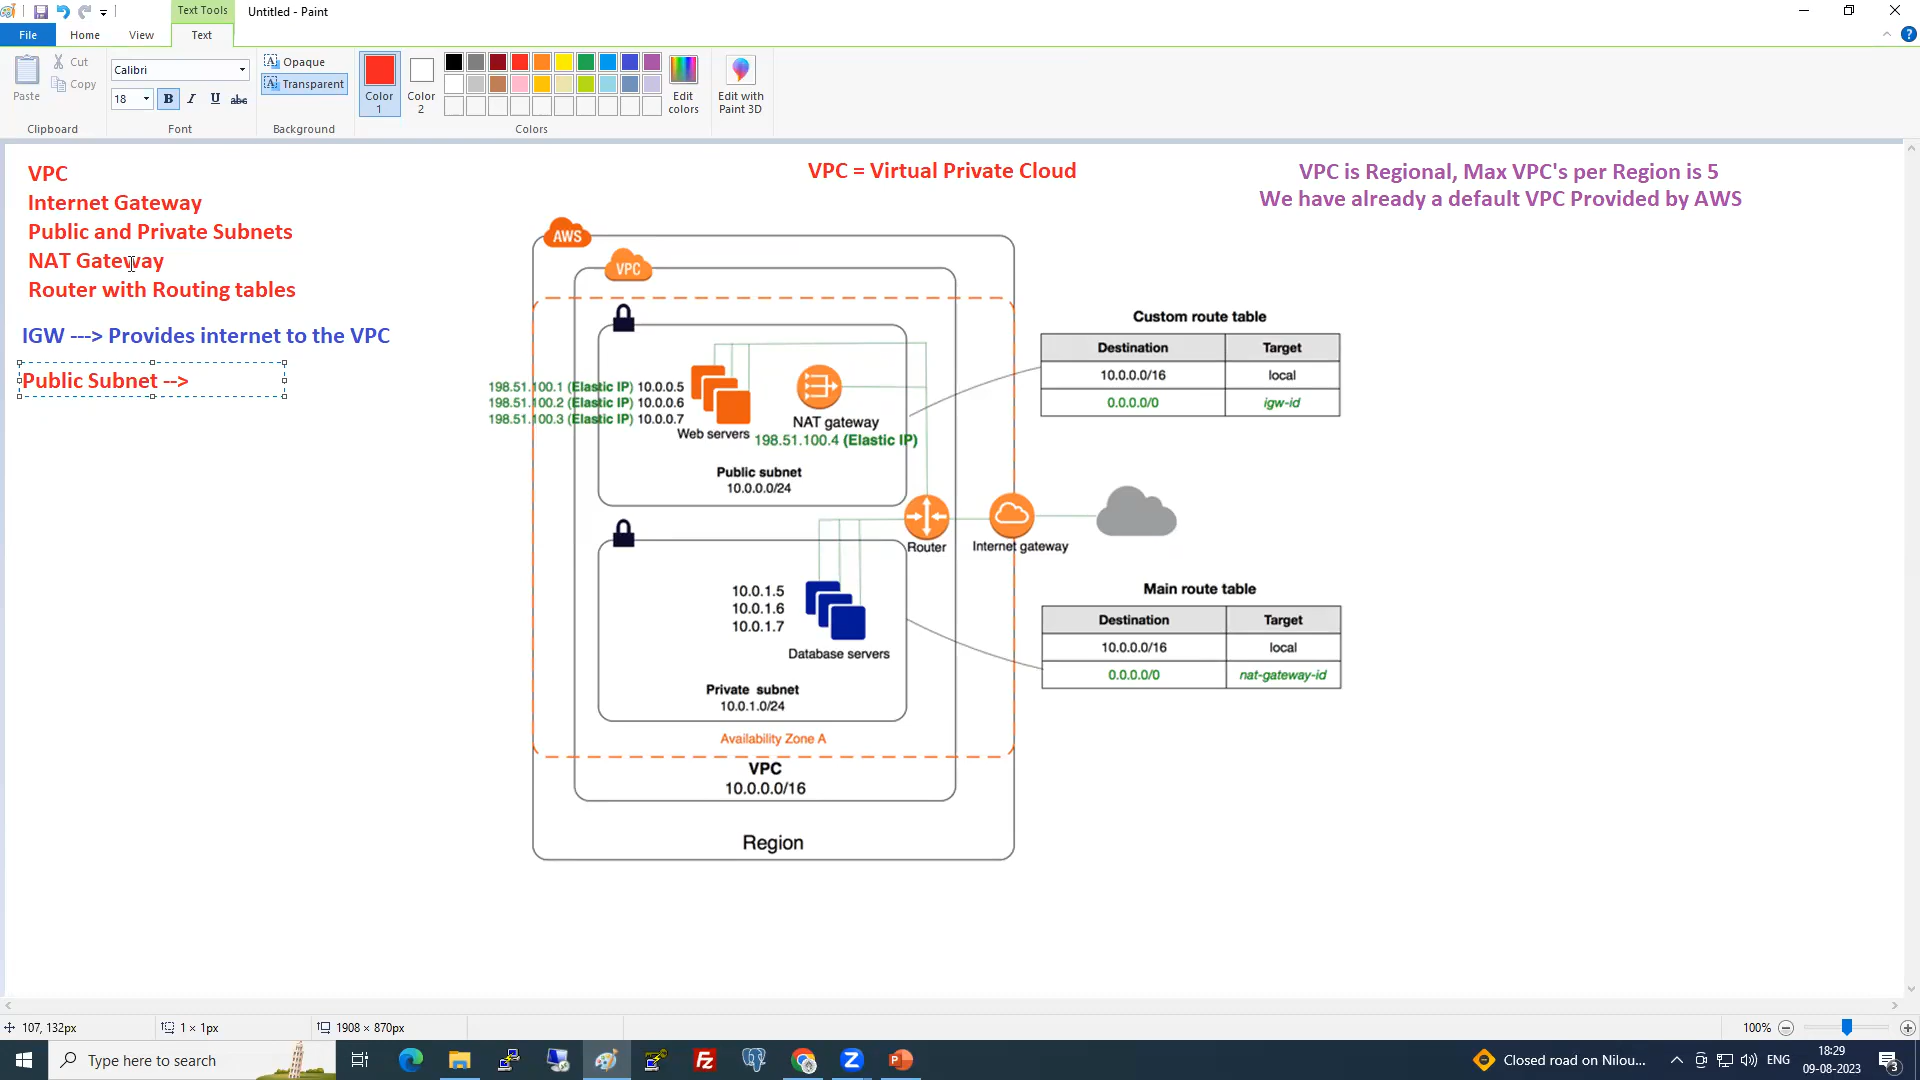 Text Tools
Untitled - Paint
File
Home
View
Text
Paste
Cut
Copy
Clipboard
Calibri
18
B
I
U
abc
Font
Opaque
Transparent
Background
Color
1
Color
2
Edit
colors
Edit with
Paint 3D
Colors
VPC
Internet Gateway
Public and Private Subnets
NAT Gateway
Router with Routing tables
IGW ---> Provides internet to the VPC
Public Subnet -->
VPC = Virtual Private Cloud
VPC is Regional, Max VPC's per Region is 5
We have already a default VPC Provided by AWS
AWS
VPC
198.51.100.1 (Elastic IP) 10.0.0.5
198.51.100.2 (Elastic IP) 10.0.0.6
198.51.100.3 (Elastic IP) 10.0.0.7
Web servers
NAT gateway
198.51.100.4 (Elastic IP)
Public subnet
10.0.0.0/24
Router
Internet gateway
10.0.1.5
10.0.1.6
10.0.1.7
Database servers
Private subnet
10.0.1.0/24
Availability Zone A
VPC
10.0.0.0/16
Region
Custom route table
Destination Target
10.0.0.0/16 local
0.0.0.0/0 igw-id
Main route table
Destination Target
10.0.0.0/16 local
0.0.0.0/0 nat-gateway-id
107, 132px
1 × 1px
1908 × 870px
100%
Type here to search
Closed road on Nilou...
ENG
18:29
09-08-2023
3